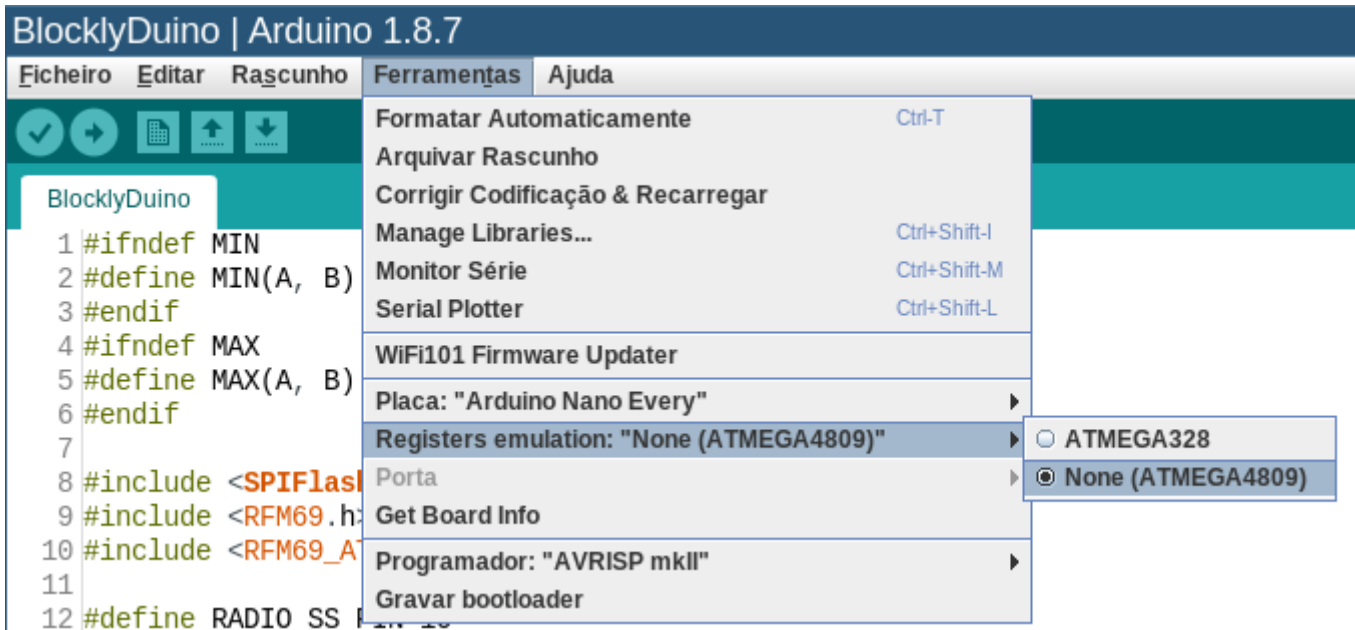 BlocklyDuino | Arduino 1.8.7
Ficheiro Editar Rascunho Ferramentas Ajuda
Formatar Automaticamente Ctrl-T
Arquivar Rascunho
Corrigir Codificação & Recarregar
Manage Libraries... Ctrl+Shift-I
Monitor Série Ctrl+Shift-M
Serial Plotter Ctrl+Shift-L
WiFi101 Firmware Updater
Placa: "Arduino Nano Every"
Registers emulation: "None (ATMEGA4809)"
Porta
Get Board Info
Programador: "AVRISP mkII"
Gravar bootloader
ATMEGA328
None (ATMEGA4809)
BlocklyDuino
1 #ifndef MIN
2 #define MIN(A, B)
3 #endif
4 #ifndef MAX
5 #define MAX(A, B)
6 #endif
7
8 #include <SPIFlas
9 #include <RFM69.h
10 #include <RFM69_A
11
12 #define RADIO SS